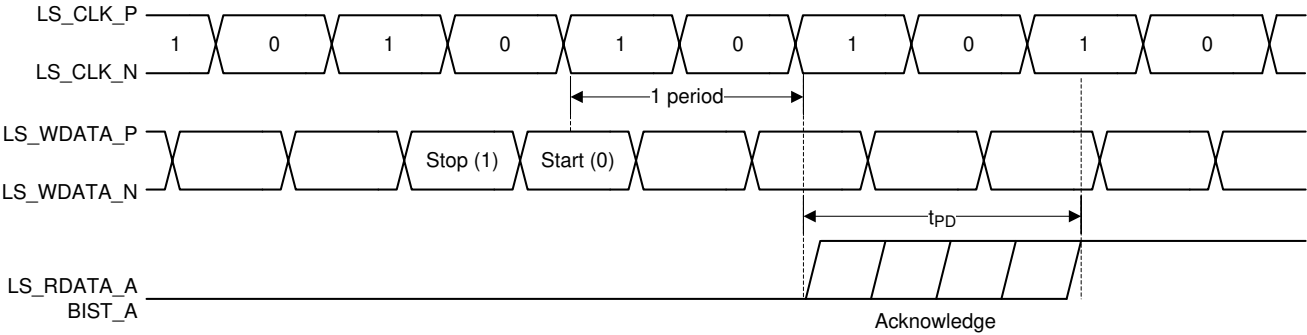 LS_CLK_P
1 0 1 0 1 0 1 0 1 0
LS_CLK_N
1 period
LS_WDATA_P
Stop (1) Start (0)
LS_WDATA_N
tPD
LS_RDATA_A
BIST_A
Acknowledge